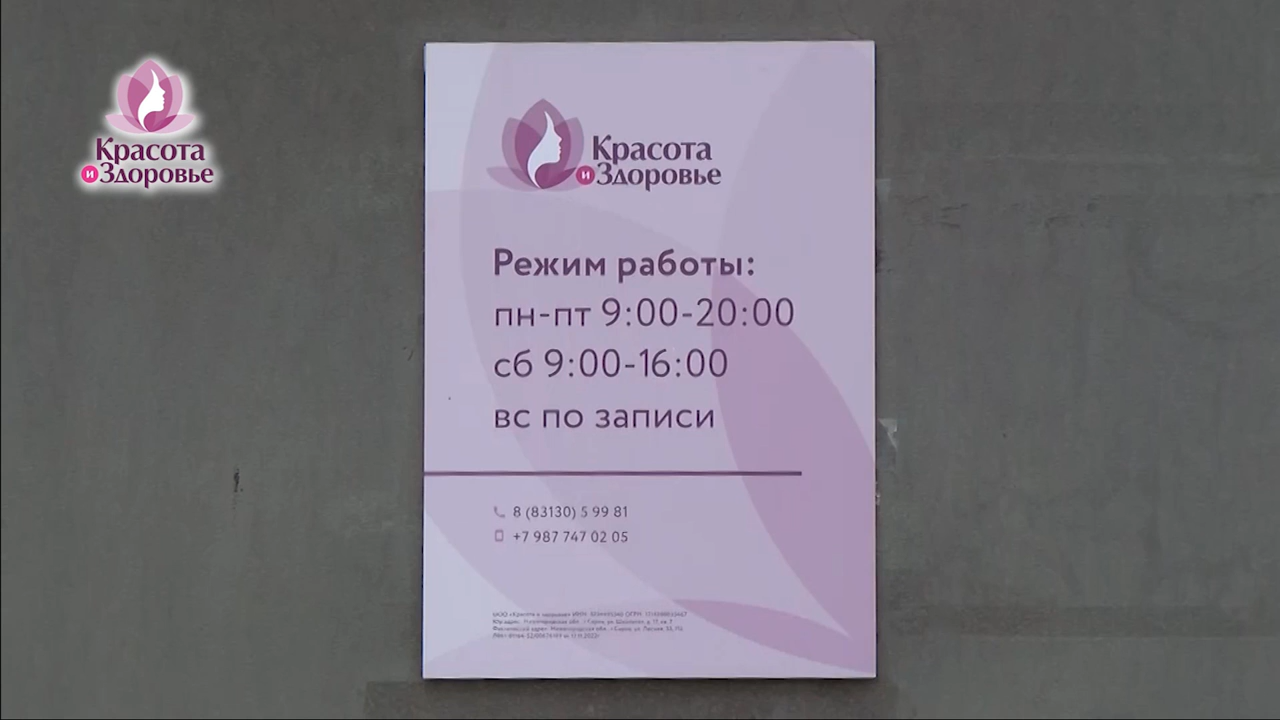 Красота
и Здоровье
Красота
и Здоровье
Режим работы:
пн-пт 9:00-20:00
сб 9:00-16:00
вс по записи
8 (83130) 5 99 81
+7 987 747 02 05